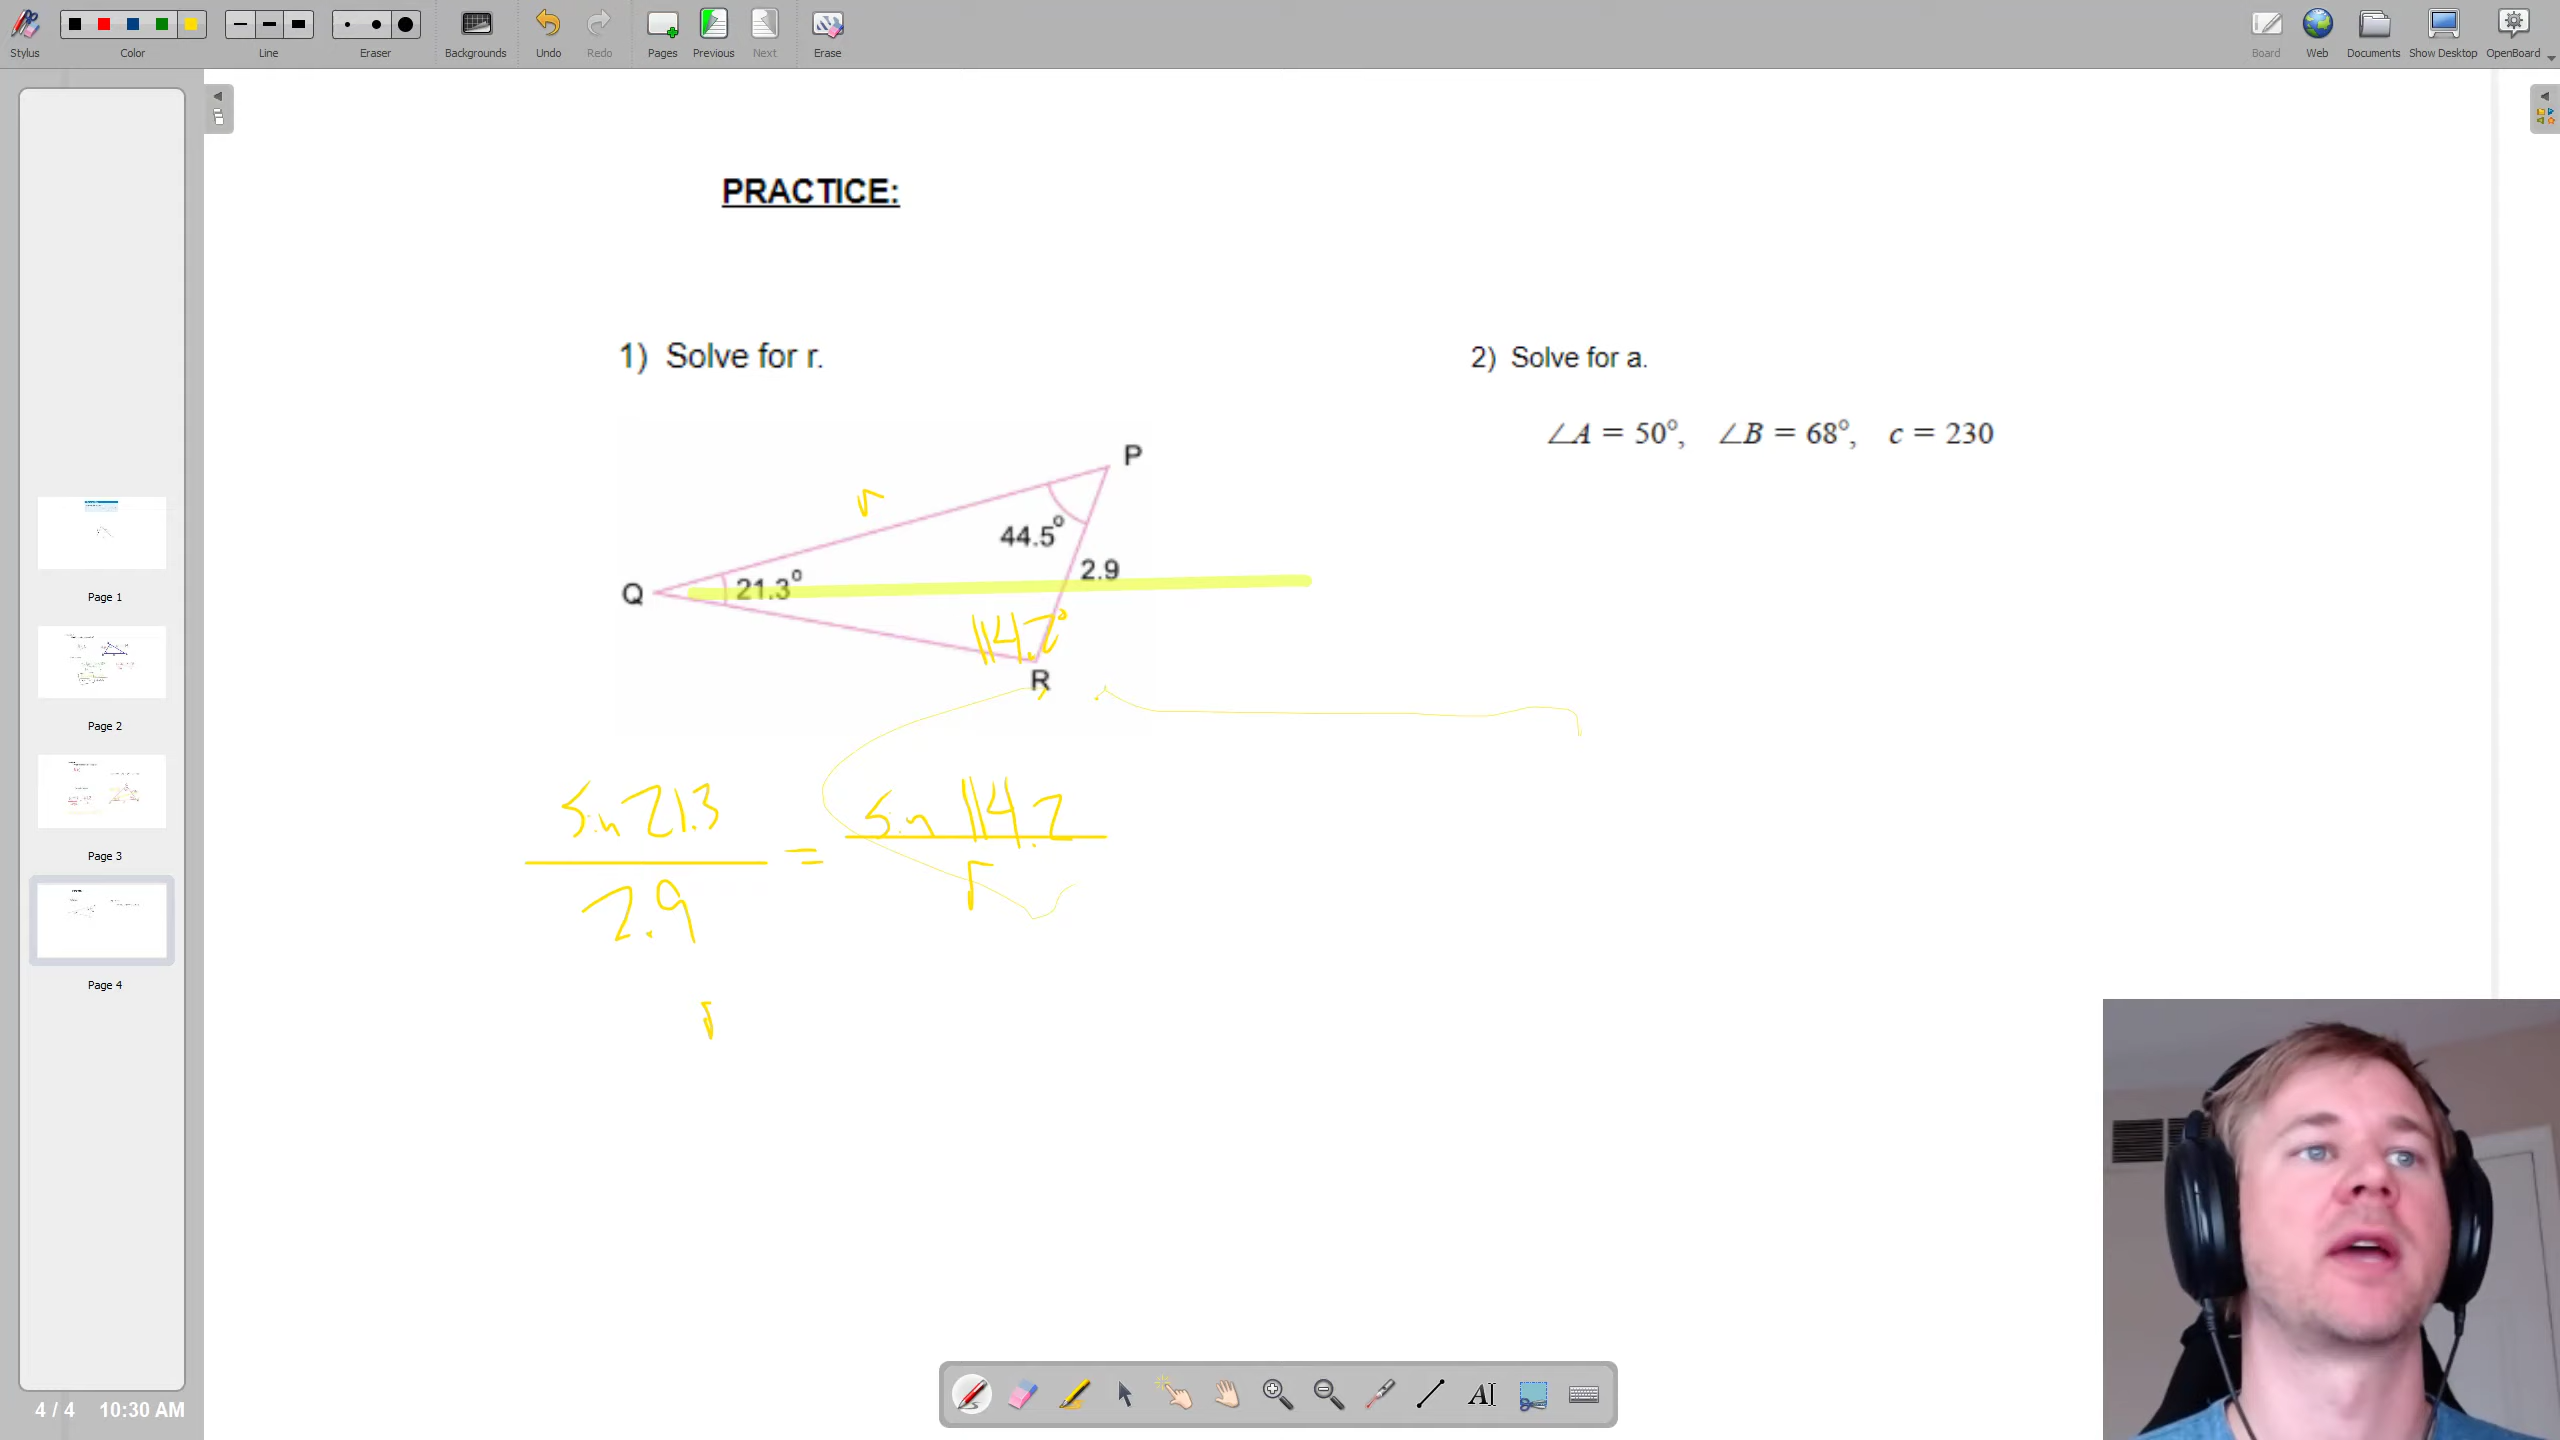 Stylus Color Line Eraser Backgrounds Undo Redo Pages Previous Next Erase Board Web Documents Show Desktop OpenBoard
PRACTICE:
1) Solve for r.
2) Solve for a.
∠A = 50°, ∠B = 68°, c = 230
P
r
44.5°
2.9
Q
21.3°
114.2°
R
sin 21.3
2.9
=
sin 114.2
r
r
Page 1
Page 2
Page 3
Page 4
4 / 4 10:30 AM
AI